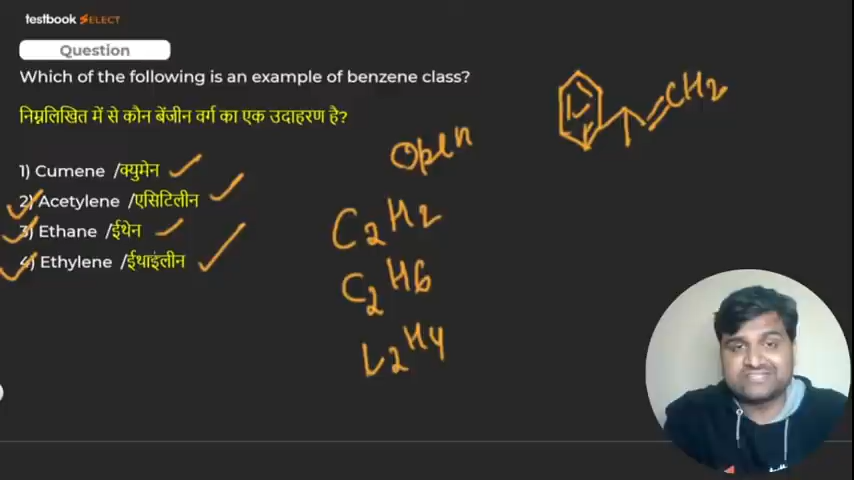 testbook SELECT
Question
Which of the following is an example of benzene class?
निम्नलिखित में से कौन बेंजीन वर्ग का एक उदाहरण है?
1) Cumene /क्युमेन
2) Acetylene /एसिटिलीन
3) Ethane /ईथेन
4) Ethylene /ईथाइलीन
Open
C2H2
C2H6
C2H4
CH2